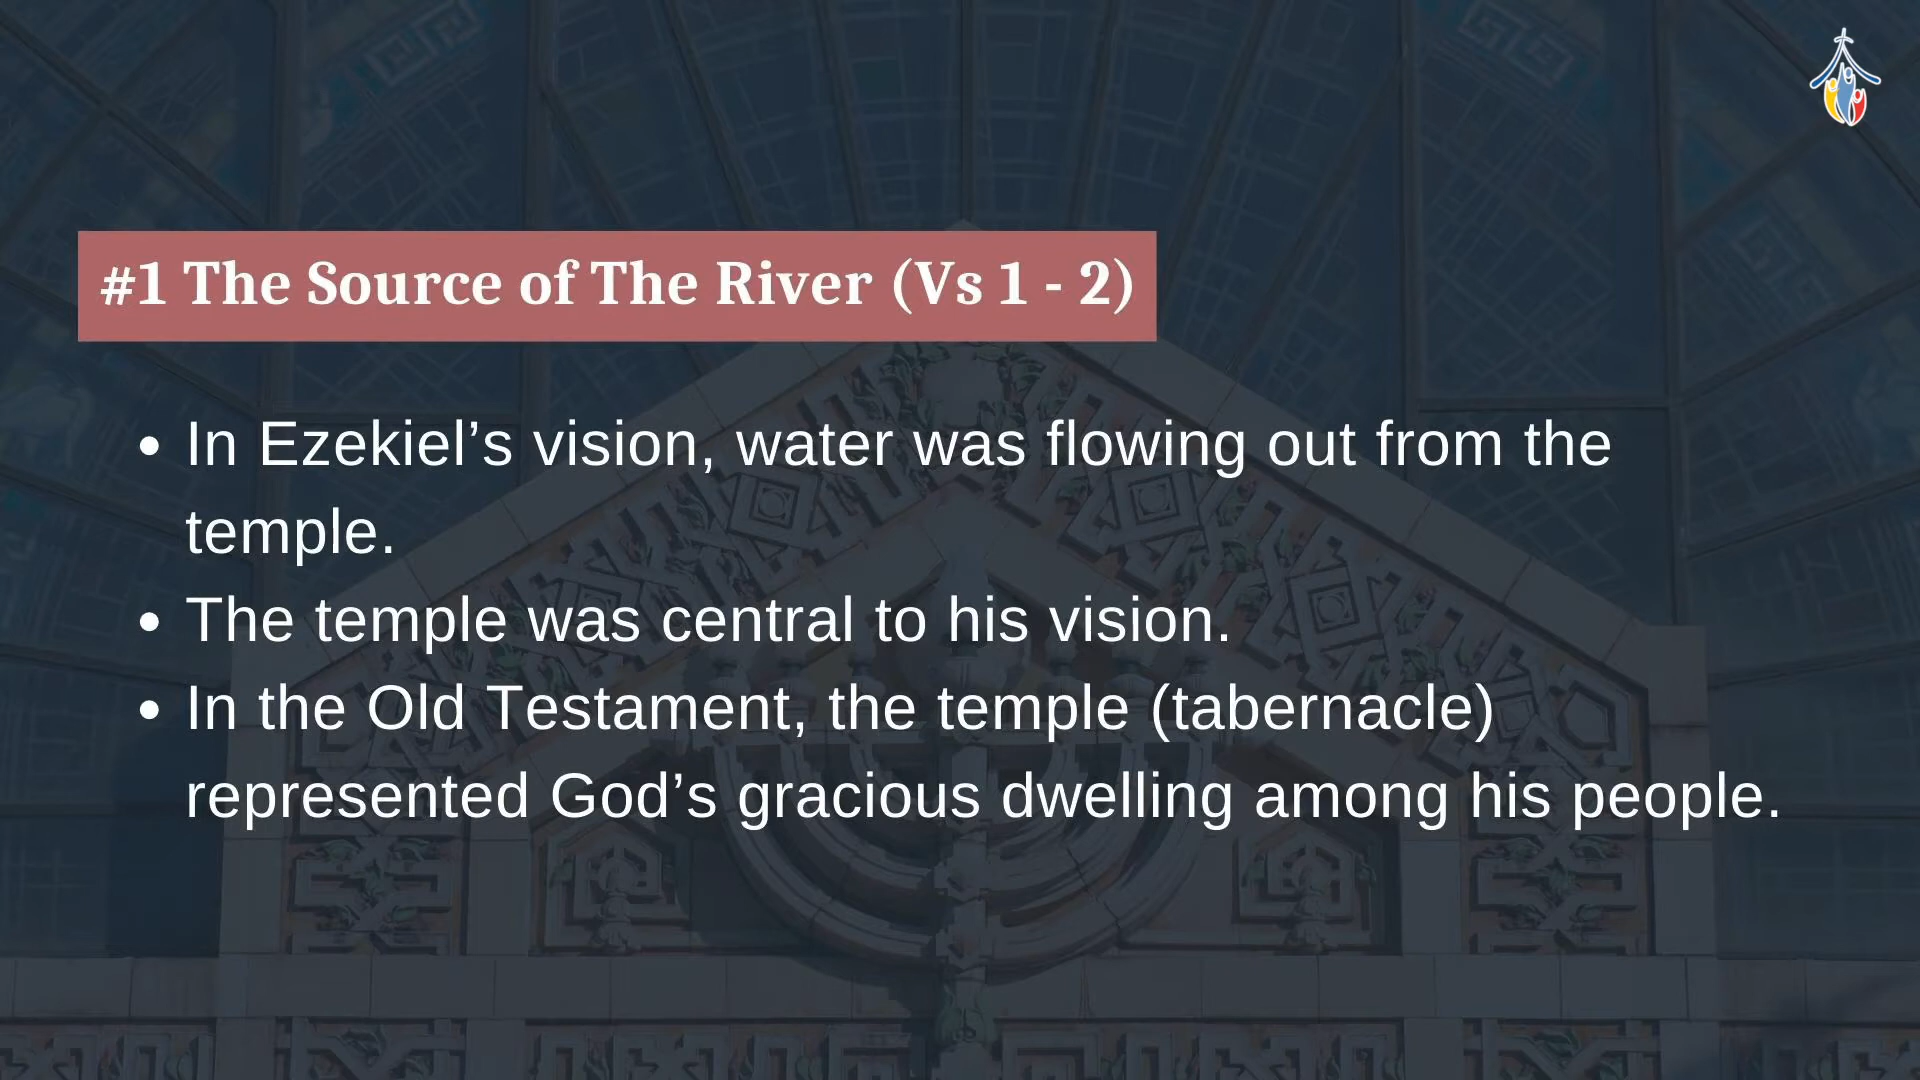 #1 The Source of The River (Vs 1 - 2)
• In Ezekiel’s vision, water was flowing out from the
temple.
• The temple was central to his vision.
• In the Old Testament, the temple (tabernacle)
represented God’s gracious dwelling among his people.